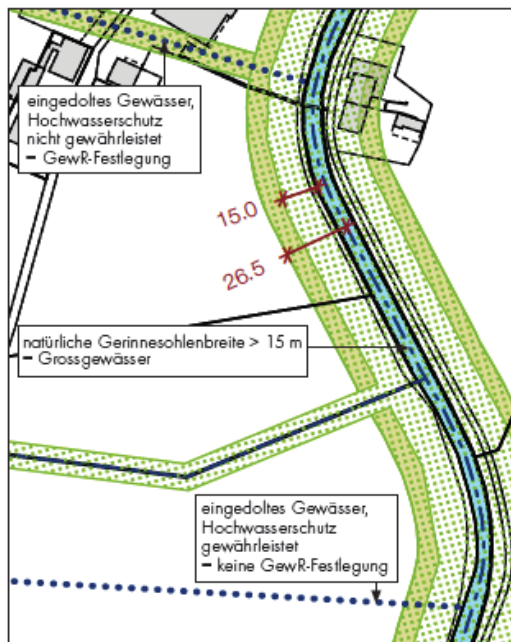 eingedoltes Gewässer,
Hochwasserschutz
nicht gewährleistet
– GewR-Festlegung
15.0
26.5
natürliche Gerinnesohlenbreite > 15 m
– Grossgewässer
eingedoltes Gewässer,
Hochwasserschutz
gewährleistet
– keine GewR-Festlegung